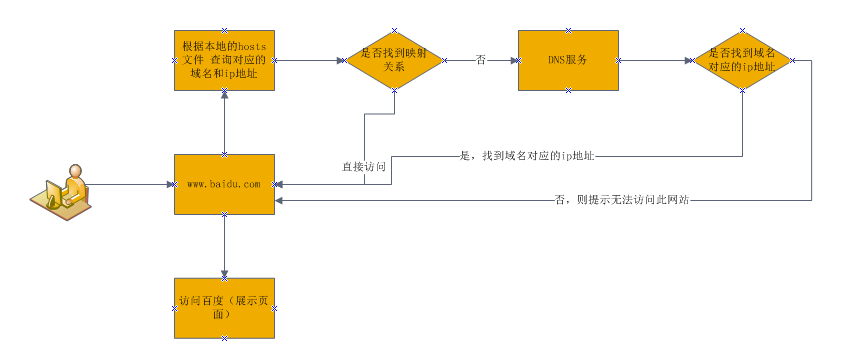 根据本地的hosts
文件 查询对应的
域名和ip地址
是否找到映射
关系
否
DNS服务
是否找到域名
对应的ip地址
直接访问
是，找到域名对应的ip地址
www.baidu.com
否，则提示无法访问此网站
访问百度（展示页
面）